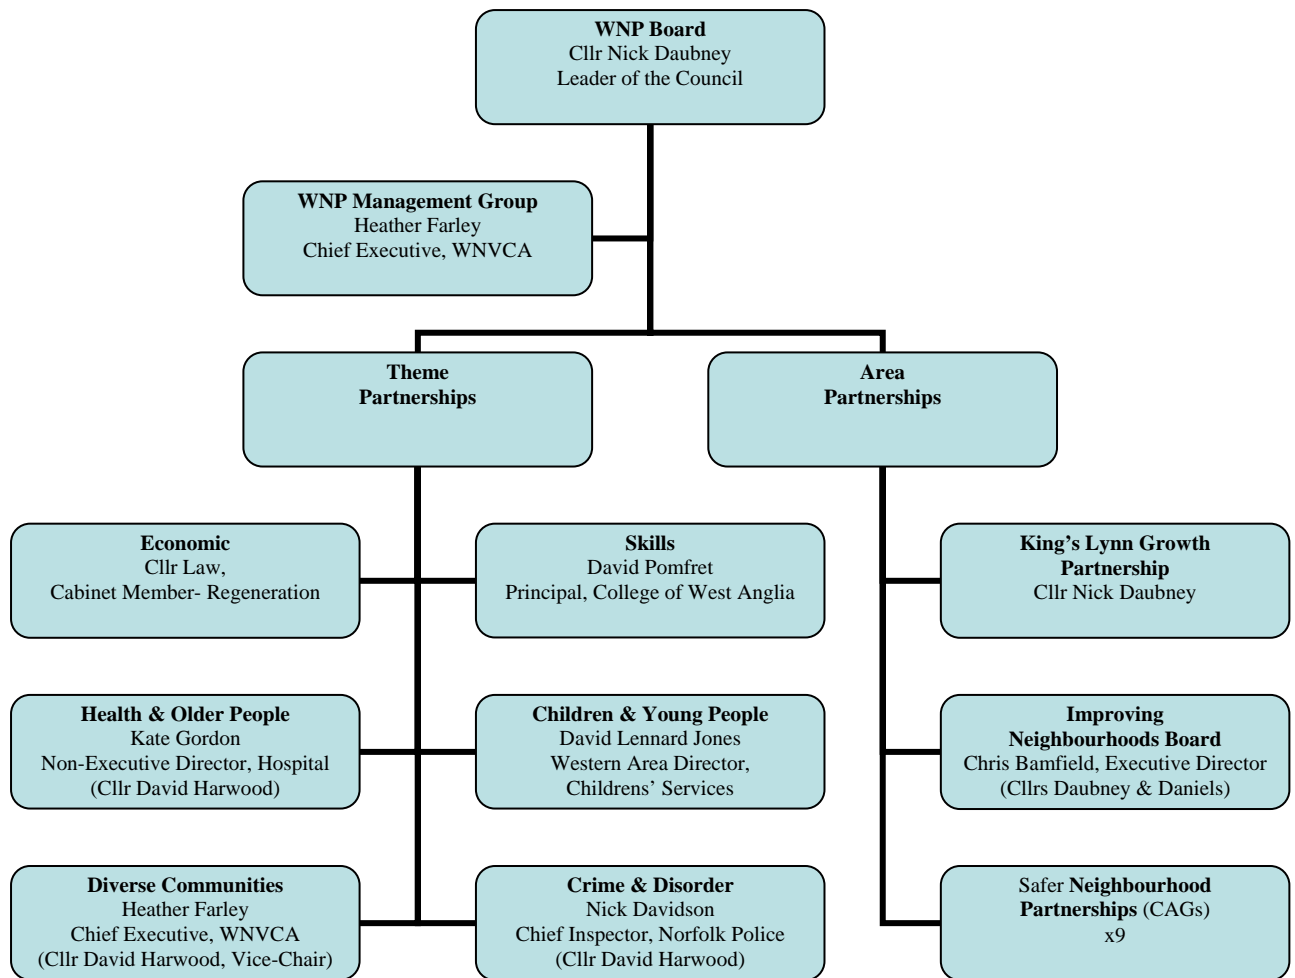 WNP Board
Cllr Nick Daubney
Leader of the Council
WNP Management Group
Heather Farley
Chief Executive, WNVCA
Theme
Partnerships
Area
Partnerships
Economic
Cllr Law,
Cabinet Member- Regeneration
Skills
David Pomfret
Principal, College of West Anglia
King’s Lynn Growth
Partnership
Cllr Nick Daubney
Health & Older People
Kate Gordon
Non-Executive Director, Hospital
(Cllr David Harwood)
Children & Young People
David Lennard Jones
Western Area Director,
Childrens’ Services
Improving
Neighbourhoods Board
Chris Bamfield, Executive Director
(Cllrs Daubney & Daniels)
Diverse Communities
Heather Farley
Chief Executive, WNVCA
(Cllr David Harwood, Vice-Chair)
Crime & Disorder
Nick Davidson
Chief Inspector, Norfolk Police
(Cllr David Harwood)
Safer Neighbourhood
Partnerships (CAGs)
x9